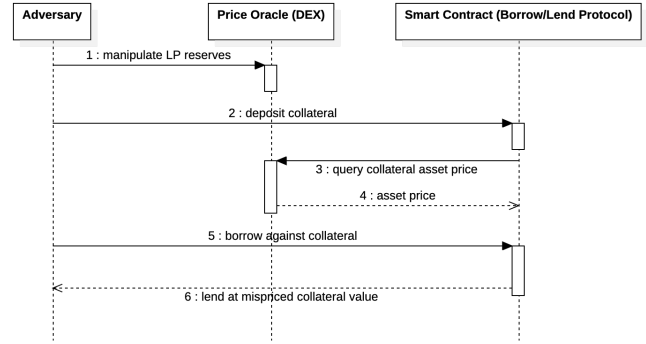 Adversary
Price Oracle (DEX)
Smart Contract (Borrow/Lend Protocol)
1 : manipulate LP reserves
2 : deposit collateral
3 : query collateral asset price
4 : asset price
5 : borrow against collateral
6 : lend at mispriced collateral value